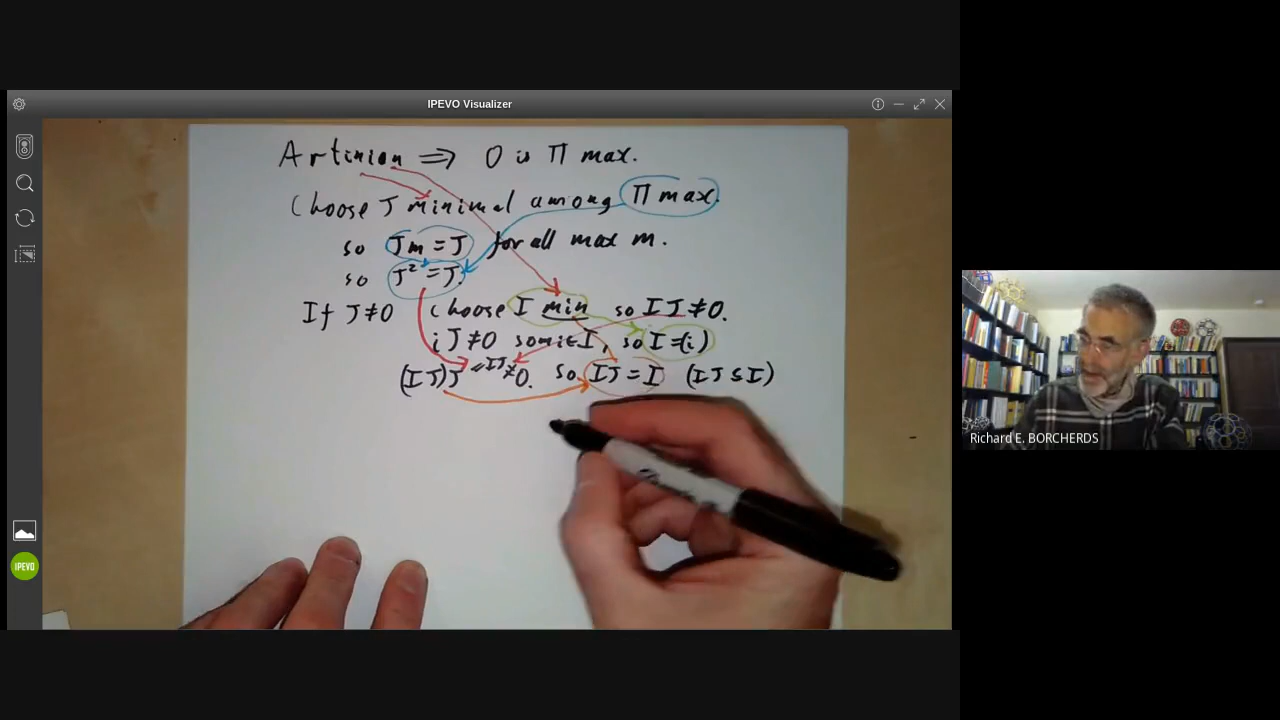 IPEVO Visualizer
Artinian ⇒ 0 is Π max.
Choose J minimal among Π max.
so Jm = J for all max m.
so J² = J.
If J≠0 choose I min so IJ≠0.
iJ≠0 some i∈I, so I=(i)
(IJ)J = IJ ≠0. so IJ = I (IJ ⊆ I)
Richard E. BORCHERDS
IPEVO